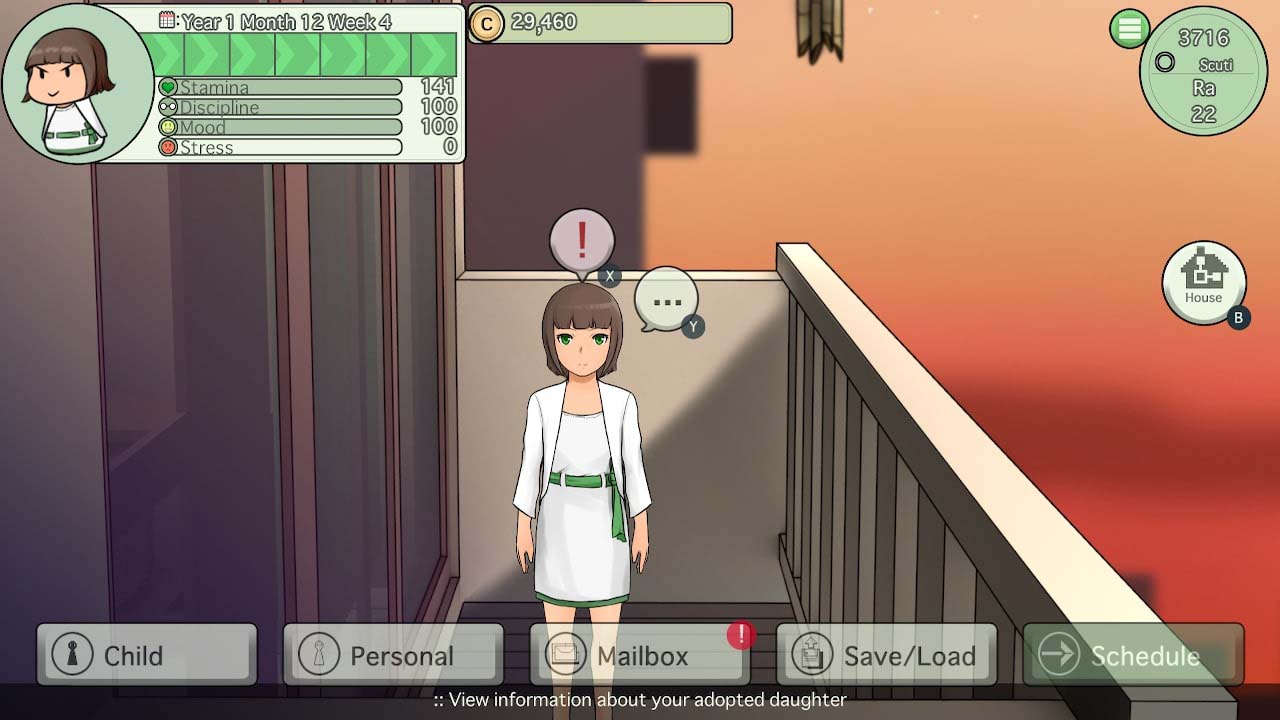 Year 1 Month 12 Week 4
Stamina 141
Discipline 100
Mood 100
Stress 0
C 29,460
3716
Scuti
Ra
22
!
X
...
Y
House
B
Child
Personal
Mailbox !
Save/Load
Schedule
:: View information about your adopted daughter